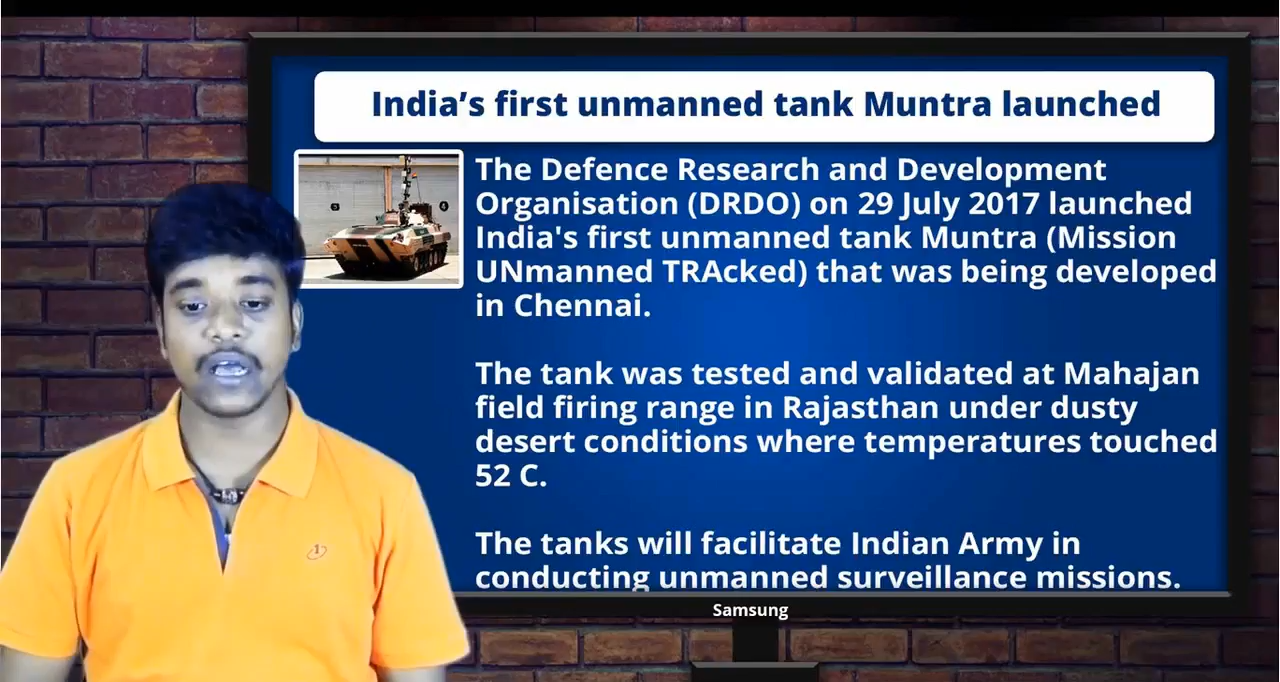 India’s first unmanned tank Muntra launched
The Defence Research and Development
Organisation (DRDO) on 29 July 2017 launched
India's first unmanned tank Muntra (Mission
UNmanned TRAcked) that was being developed
in Chennai.
The tank was tested and validated at Mahajan
field firing range in Rajasthan under dusty
desert conditions where temperatures touched
52 C.
The tanks will facilitate Indian Army in
conducting unmanned surveillance missions.
Samsung
1